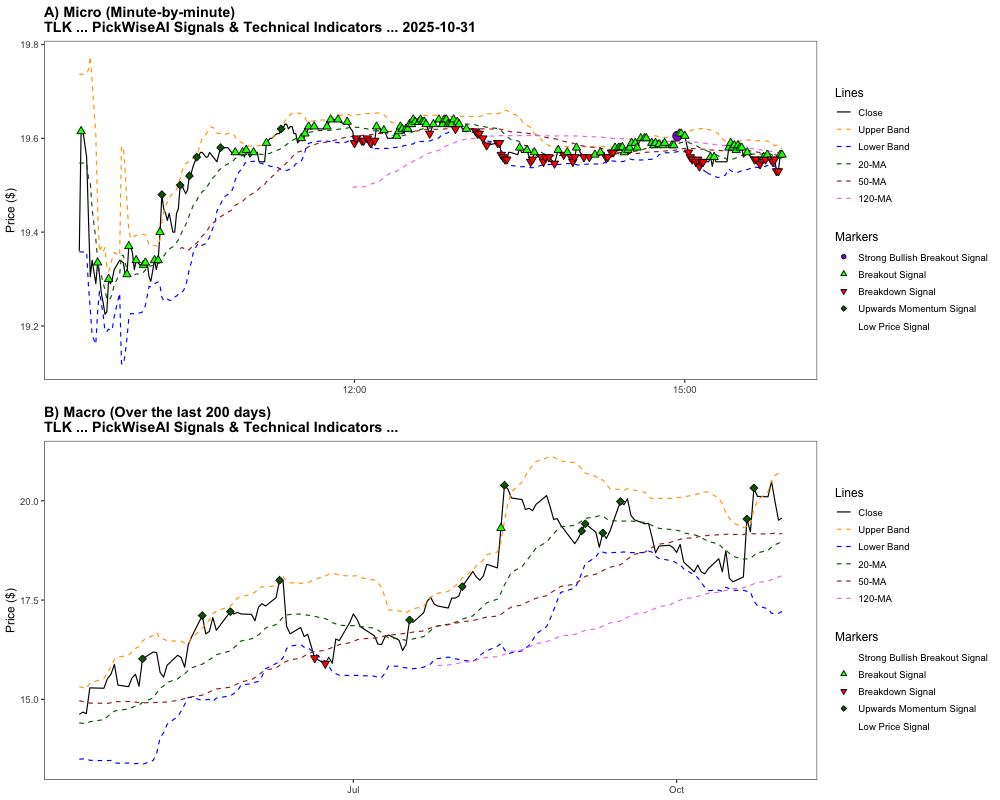 A) Micro (Minute-by-minute)
TLK ... PickWiseAI Signals & Technical Indicators ... 2025-10-31
19.8
19.6
19.4
19.2
Price ($)
12:00
15:00
Lines
Close
Upper Band
Lower Band
20-MA
50-MA
120-MA
Markers
Strong Bullish Breakout Signal
Breakout Signal
Breakdown Signal
Upwards Momentum Signal
Low Price Signal
B) Macro (Over the last 200 days)
TLK ... PickWiseAI Signals & Technical Indicators ...
20.0
17.5
15.0
Price ($)
Jul
Oct
Lines
Close
Upper Band
Lower Band
20-MA
50-MA
120-MA
Markers
Strong Bullish Breakout Signal
Breakout Signal
Breakdown Signal
Upwards Momentum Signal
Low Price Signal